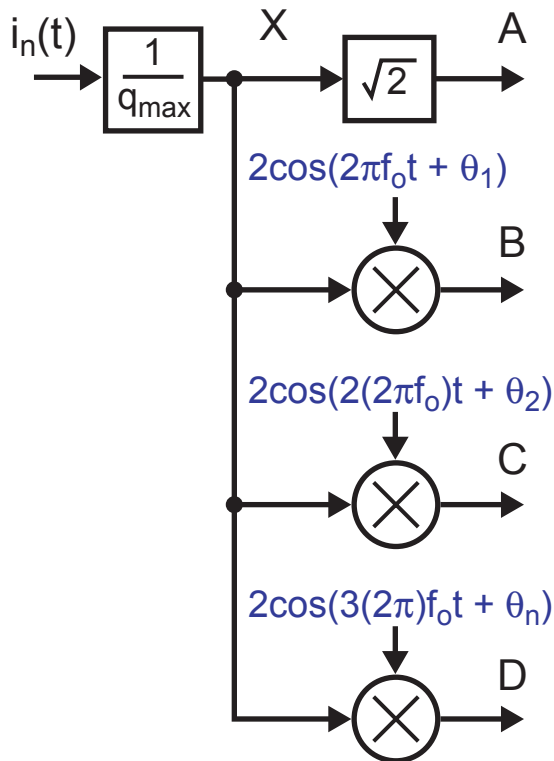 iₙ(t) X A
1
q_max
√2
2cos(2πfₒt + θ₁)
B
2cos(2(2πfₒ)t + θ₂)
C
2cos(3(2π)fₒt + θₙ)
D